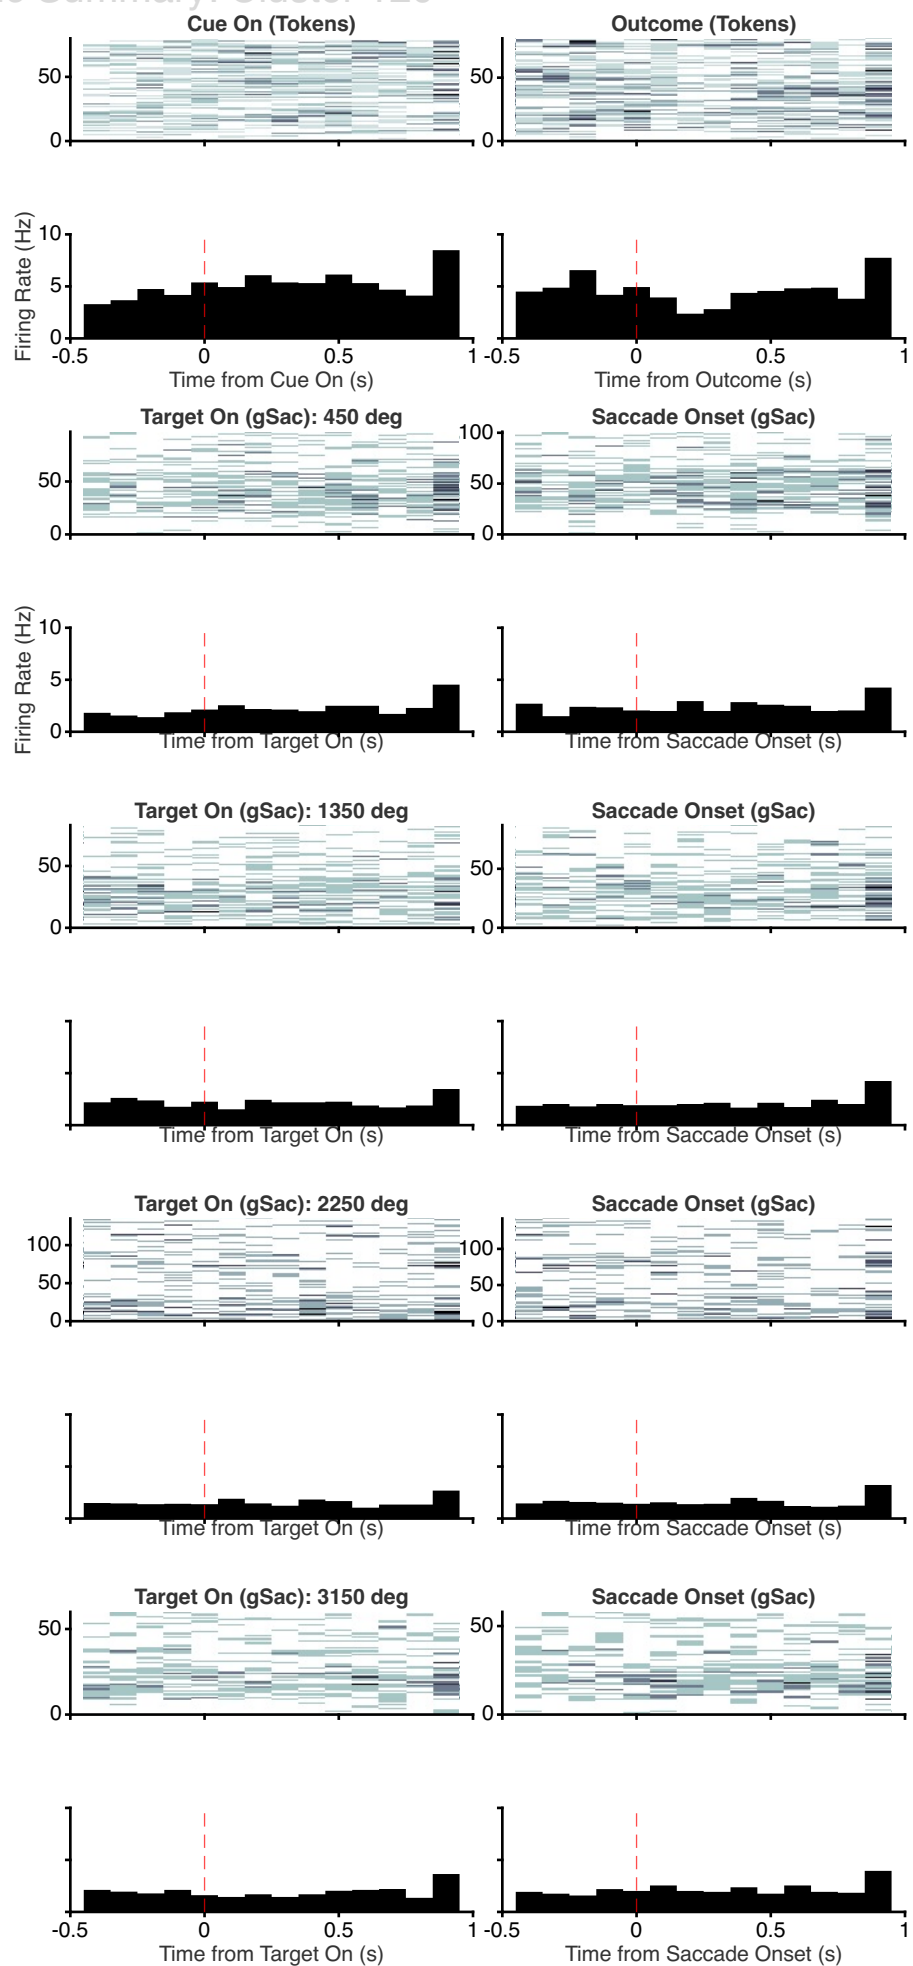 Summary: Cluster
Cue On (Tokens)
Outcome (Tokens)
50
0
50
0
Firing Rate (Hz)
10
5
0
-0.5
0
0.5
1
Time from Cue On (s)
-0.5
0
0.5
1
Time from Outcome (s)
Target On (gSac): 450 deg
Saccade Onset (gSac)
50
0
100
50
0
Firing Rate (Hz)
10
5
0
Time from Target On (s)
Time from Saccade Onset (s)
Target On (gSac): 1350 deg
Saccade Onset (gSac)
50
0
50
0
Time from Target On (s)
Time from Saccade Onset (s)
Target On (gSac): 2250 deg
Saccade Onset (gSac)
100
50
0
100
50
0
Time from Target On (s)
Time from Saccade Onset (s)
Target On (gSac): 3150 deg
Saccade Onset (gSac)
50
0
50
0
-0.5
0
0.5
1
Time from Target On (s)
-0.5
0
0.5
1
Time from Saccade Onset (s)